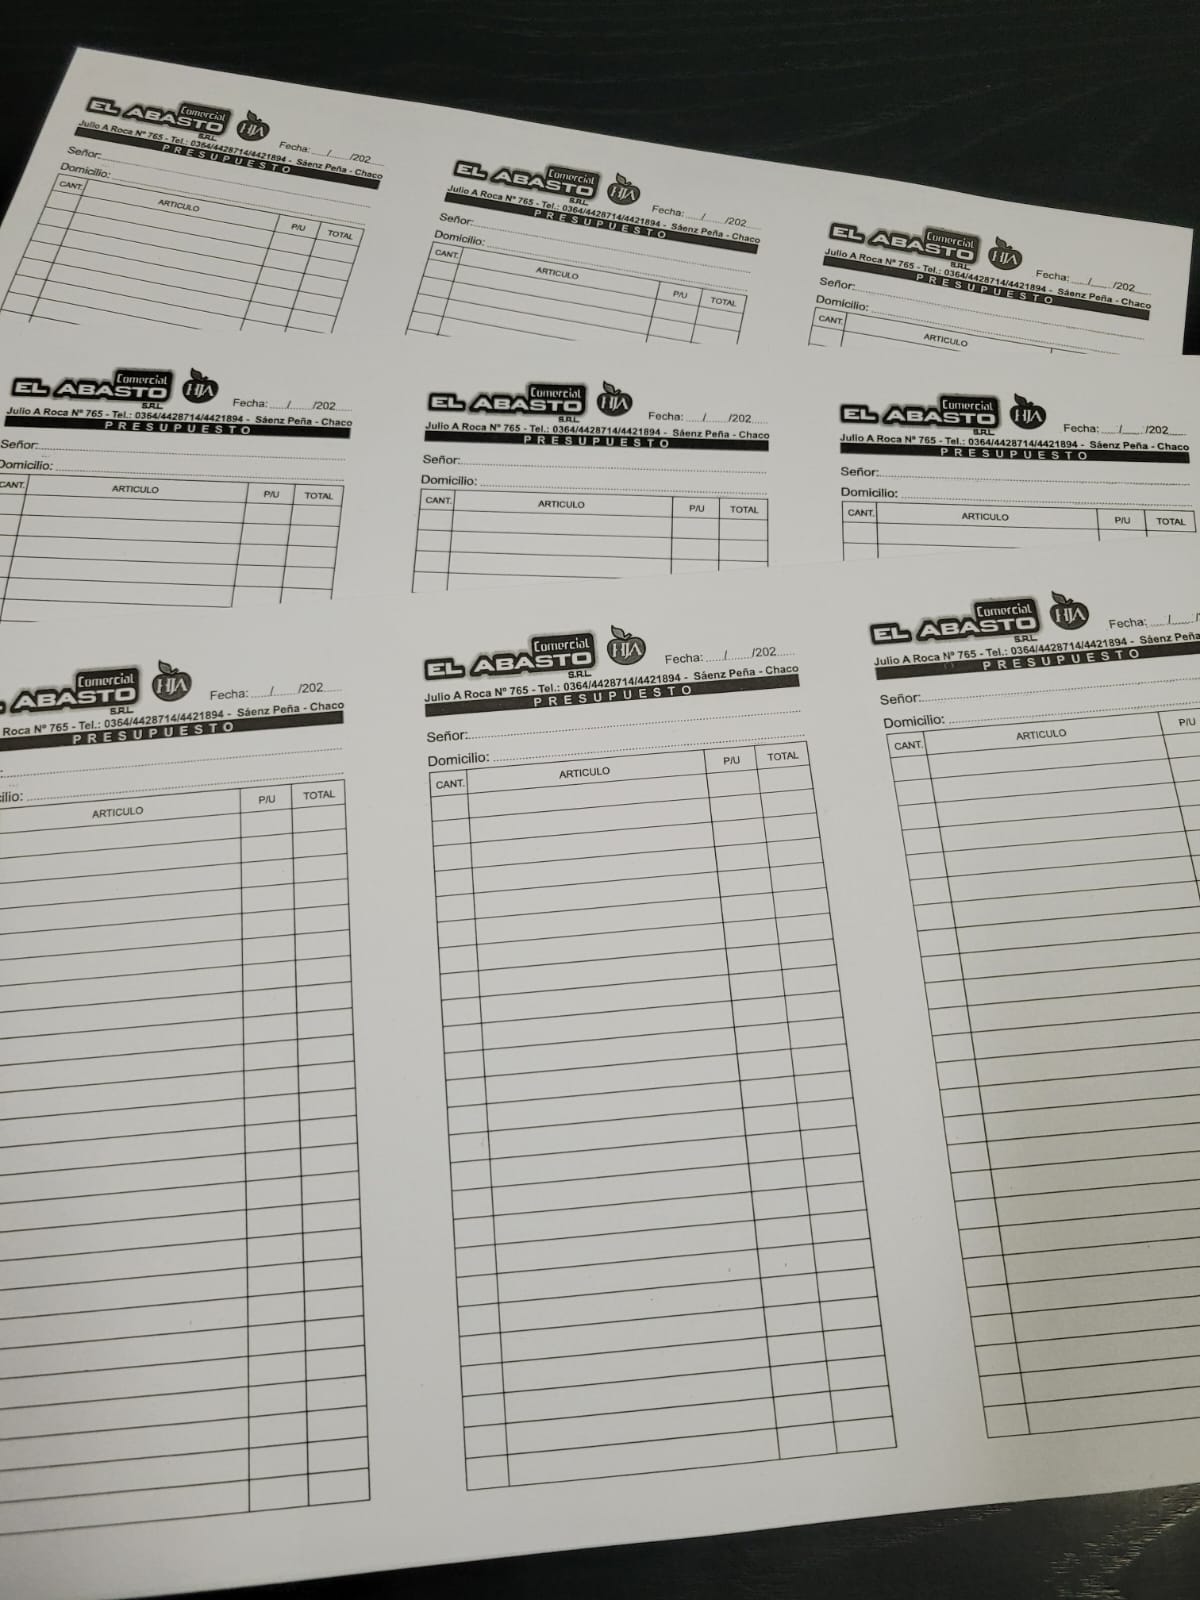 Comercial
EL ABASTO HJA
S.R.L. Fecha:...../....../202.....
Julio A Roca Nº 765 - Tel.: 0364/4428714/4421894 - Sáenz Peña - Chaco
PRESUPUESTO
Señor:
Domicilio:
CANT. ARTICULO P/U TOTAL
Comercial
EL ABASTO HJA
S.R.L. Fecha:...../....../202.....
Julio A Roca Nº 765 - Tel.: 0364/4428714/4421894 - Sáenz Peña - Chaco
PRESUPUESTO
Señor:
Domicilio:
CANT. ARTICULO P/U TOTAL
Comercial
EL ABASTO HJA
S.R.L. Fecha:...../....../202.....
Julio A Roca Nº 765 - Tel.: 0364/4428714/4421894 - Sáenz Peña - Chaco
PRESUPUESTO
Señor:
Domicilio:
CANT. ARTICULO
Comercial
EL ABASTO HJA
S.R.L. Fecha:...../....../202.....
Julio A Roca Nº 765 - Tel.: 0364/4428714/4421894 - Sáenz Peña - Chaco
PRESUPUESTO
Señor:
Domicilio:
CANT. ARTICULO P/U TOTAL
Comercial
EL ABASTO HJA
S.R.L. Fecha:...../....../202.....
Julio A Roca Nº 765 - Tel.: 0364/4428714/4421894 - Sáenz Peña - Chaco
PRESUPUESTO
Señor:
Domicilio:
CANT. ARTICULO P/U TOTAL
Comercial
EL ABASTO HJA
S.R.L. Fecha:...../....../202.....
Julio A Roca Nº 765 - Tel.: 0364/4428714/4421894 - Sáenz Peña - Chaco
PRESUPUESTO
Señor:
Domicilio:
CANT. ARTICULO P/U TOTAL
Comercial
ABASTO HJA
S.R.L. Fecha:...../....../202.....
Roca Nº 765 - Tel.: 0364/4428714/4421894 - Sáenz Peña - Chaco
PRESUPUESTO
:
cilio:
ARTICULO P/U TOTAL
Comercial
EL ABASTO HJA
S.R.L. Fecha:...../....../202.....
Julio A Roca Nº 765 - Tel.: 0364/4428714/4421894 - Sáenz Peña - Chaco
PRESUPUESTO
Señor:
Domicilio:
CANT. ARTICULO P/U TOTAL
Comercial
EL ABASTO HJA
S.R.L. Fecha:...../....../
Julio A Roca Nº 765 - Tel.: 0364/4428714/4421894 - Sáenz Peña
PRESUPUESTO
Señor:
Domicilio:
CANT. ARTICULO P/U